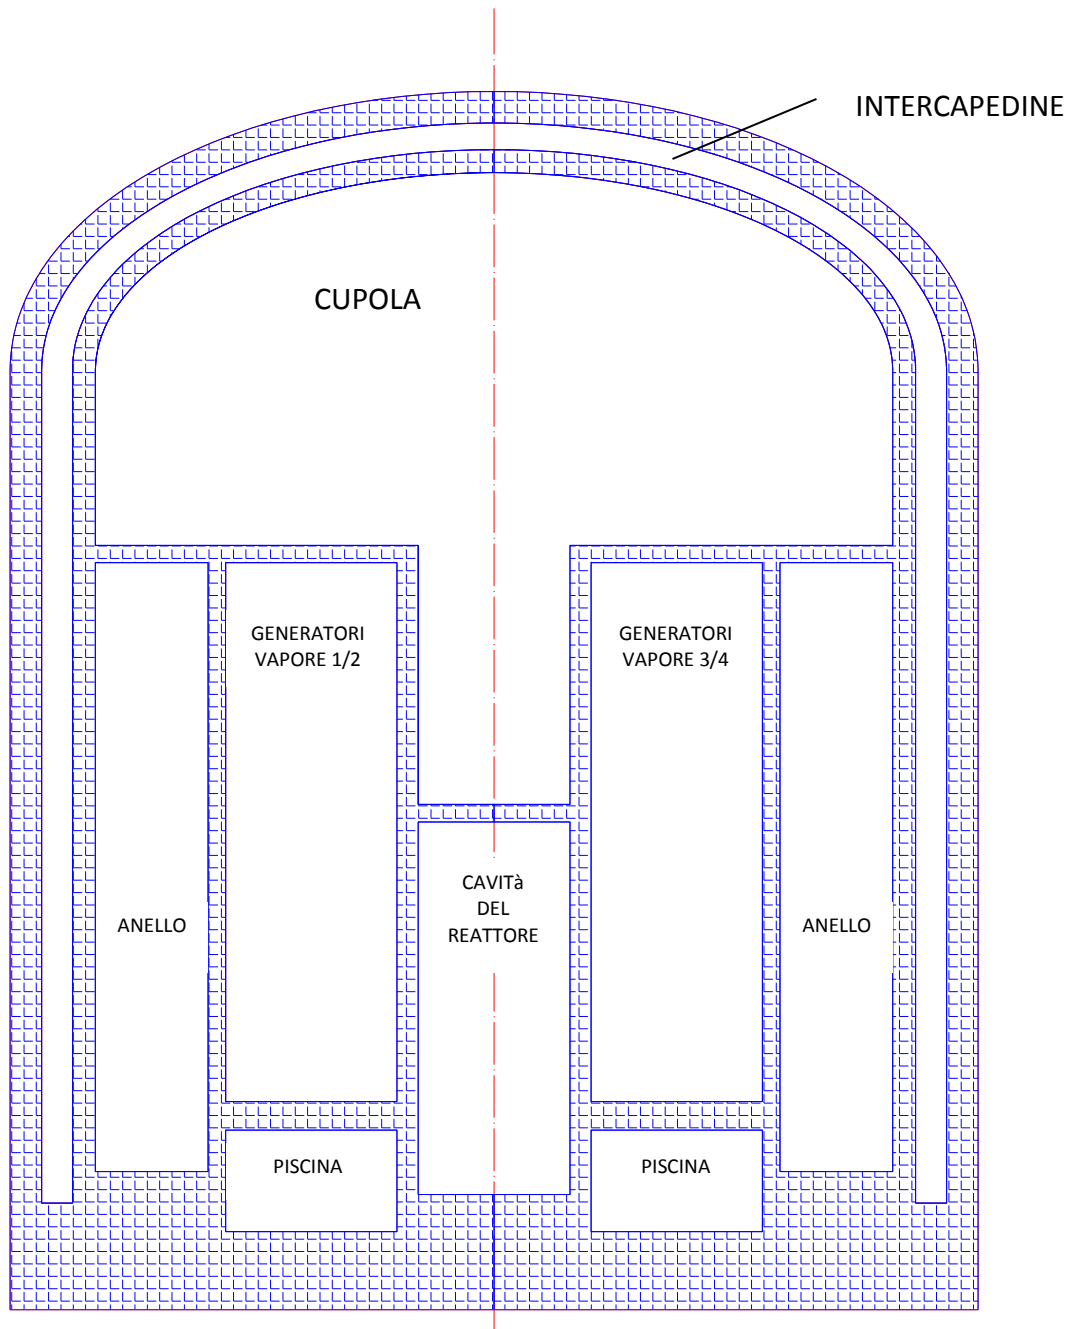 INTERCAPEDINE
CUPOLA
GENERATORI
VAPORE 1/2
GENERATORI
VAPORE 3/4
CAVITà
DEL
REATTORE
ANELLO
ANELLO
PISCINA
PISCINA